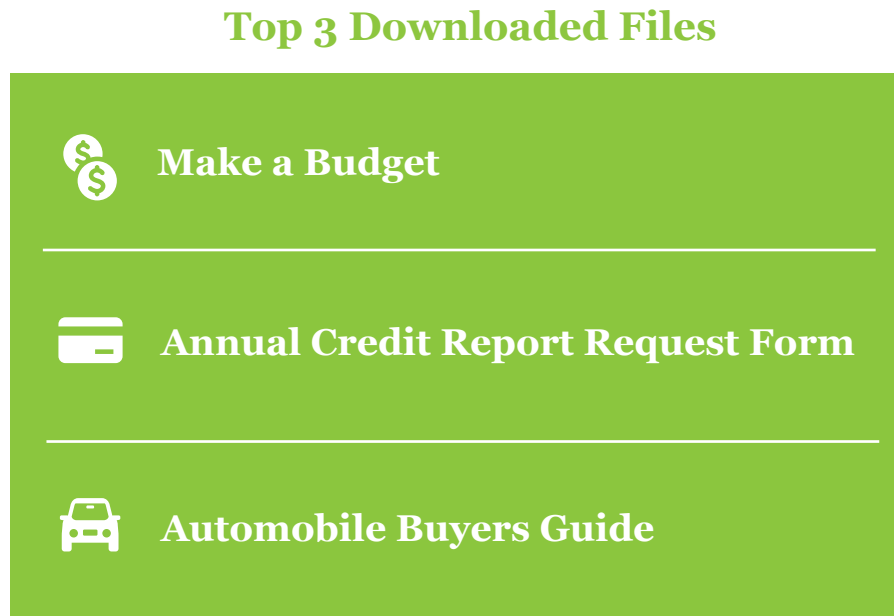 Top 3 Downloaded Files
Make a Budget
Annual Credit Report Request Form
Automobile Buyers Guide